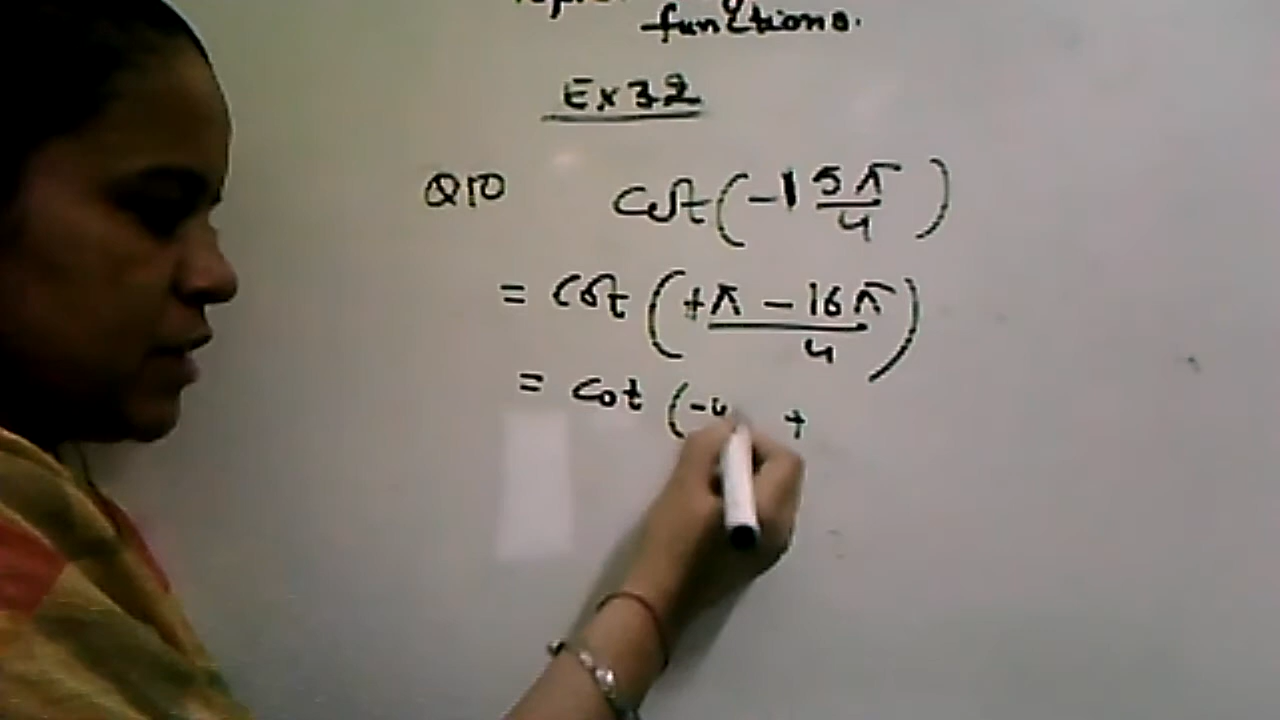 functions.
Ex 3.2
Q10 cot(-15π/4)
= cot (+π - 16π/4)
= cot (-4 +